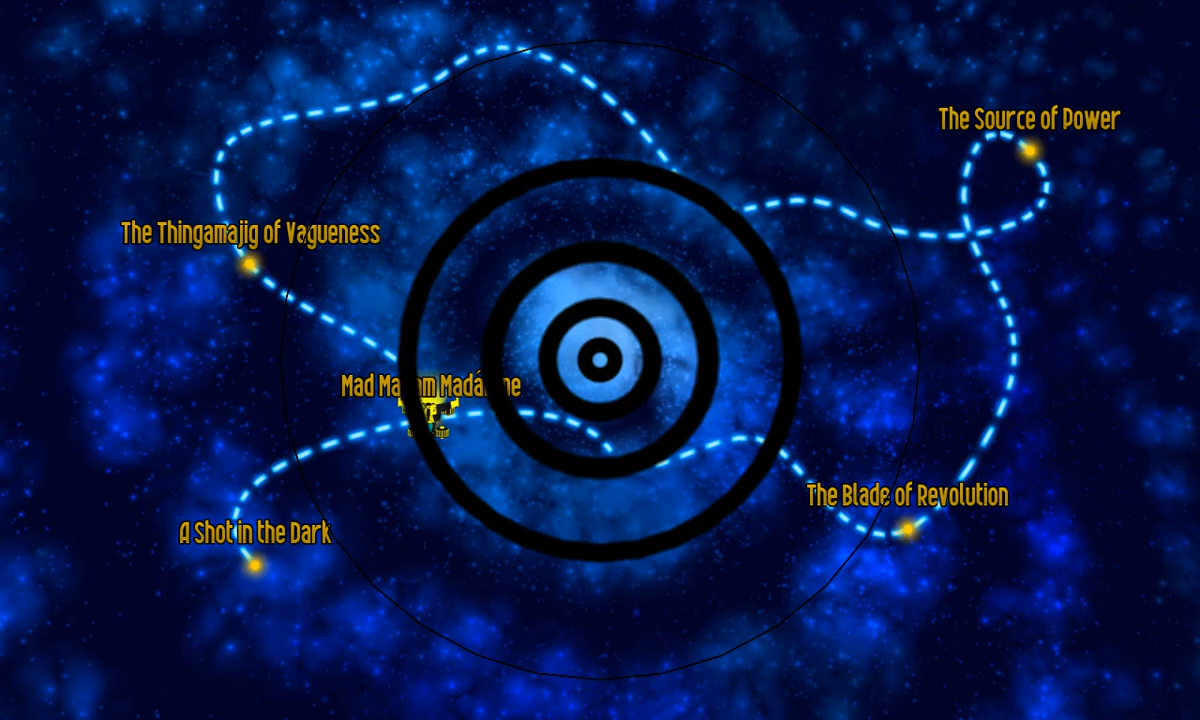 The Source of Power
The Thingamajig of Vagueness
Mad
The Blade of Revolution
A Shot in the Dark